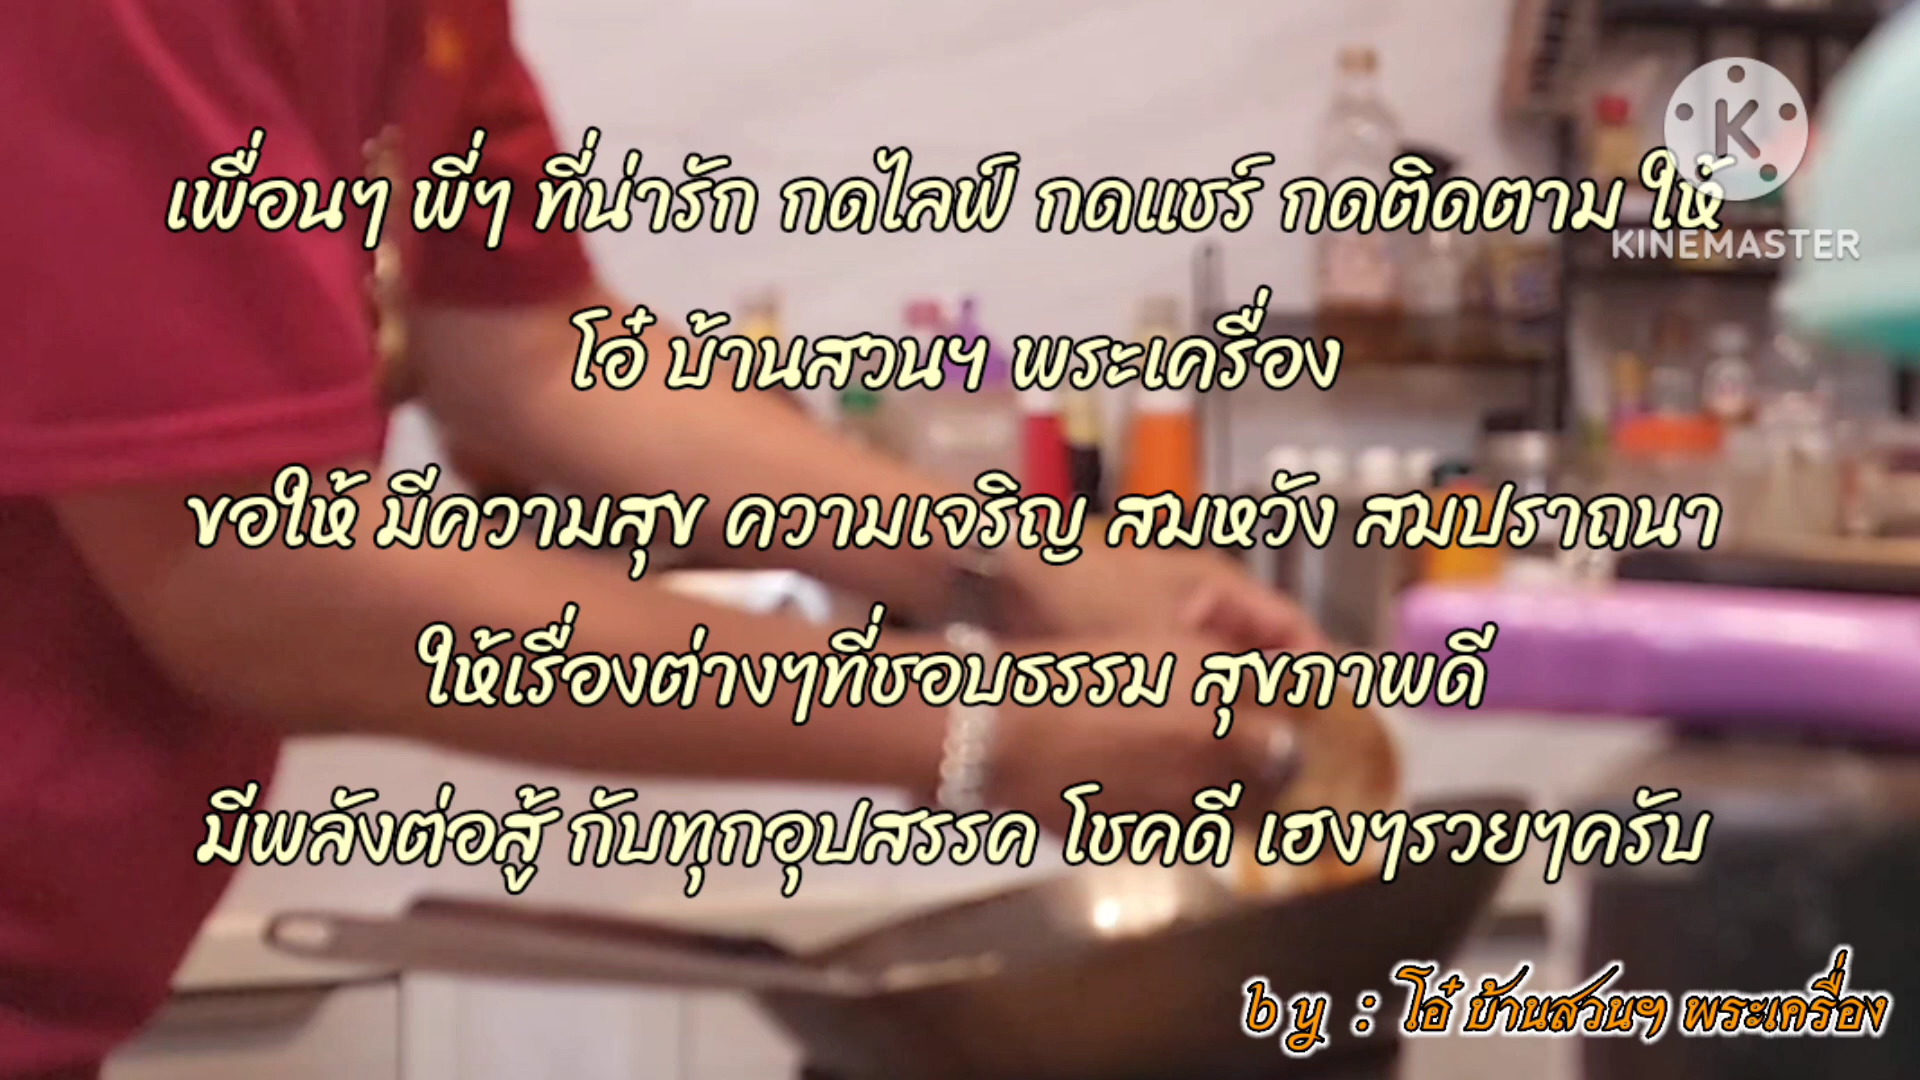 เพื่อนๆ พี่ๆ ที่น่ารัก กดไลฟ์ กดแชร์ กดติดตาม ให้
KINEMASTER
โอ๋ บ้านสวนฯ พระเครื่อง
ขอให้ มีความสุข ความเจริญ สมหวัง สมปราถนา
ให้เรื่องต่างๆที่ชอบธรรม สุขภาพดี
มีพลังต่อสู้ กับทุกอุปสรรค โชคดี เฮงๆรวยๆครับ
by : โอ๋ บ้านสวนฯ พระเครื่อง